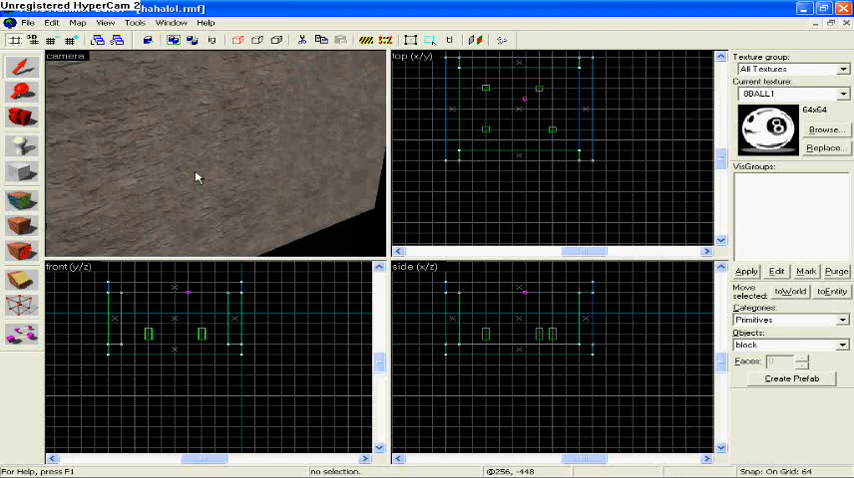 Unregistered HyperCam 2
hahalol.rmf]
File Edit Map View Tools Window Help
camera
top (x/y)
front (y/z)
side (x/z)
Texture group:
All Textures
Current texture:
0BALL1
64x64
Browse...
Replace...
VisGroups:
Apply Edit Mark Purge
Move
selected:
toWorld toEntity
Categories:
Primitives
Objects:
block
Faces: 0
Create Prefab
For Help, press F1 no selection. @256, -448 Snap: On Grid: 64